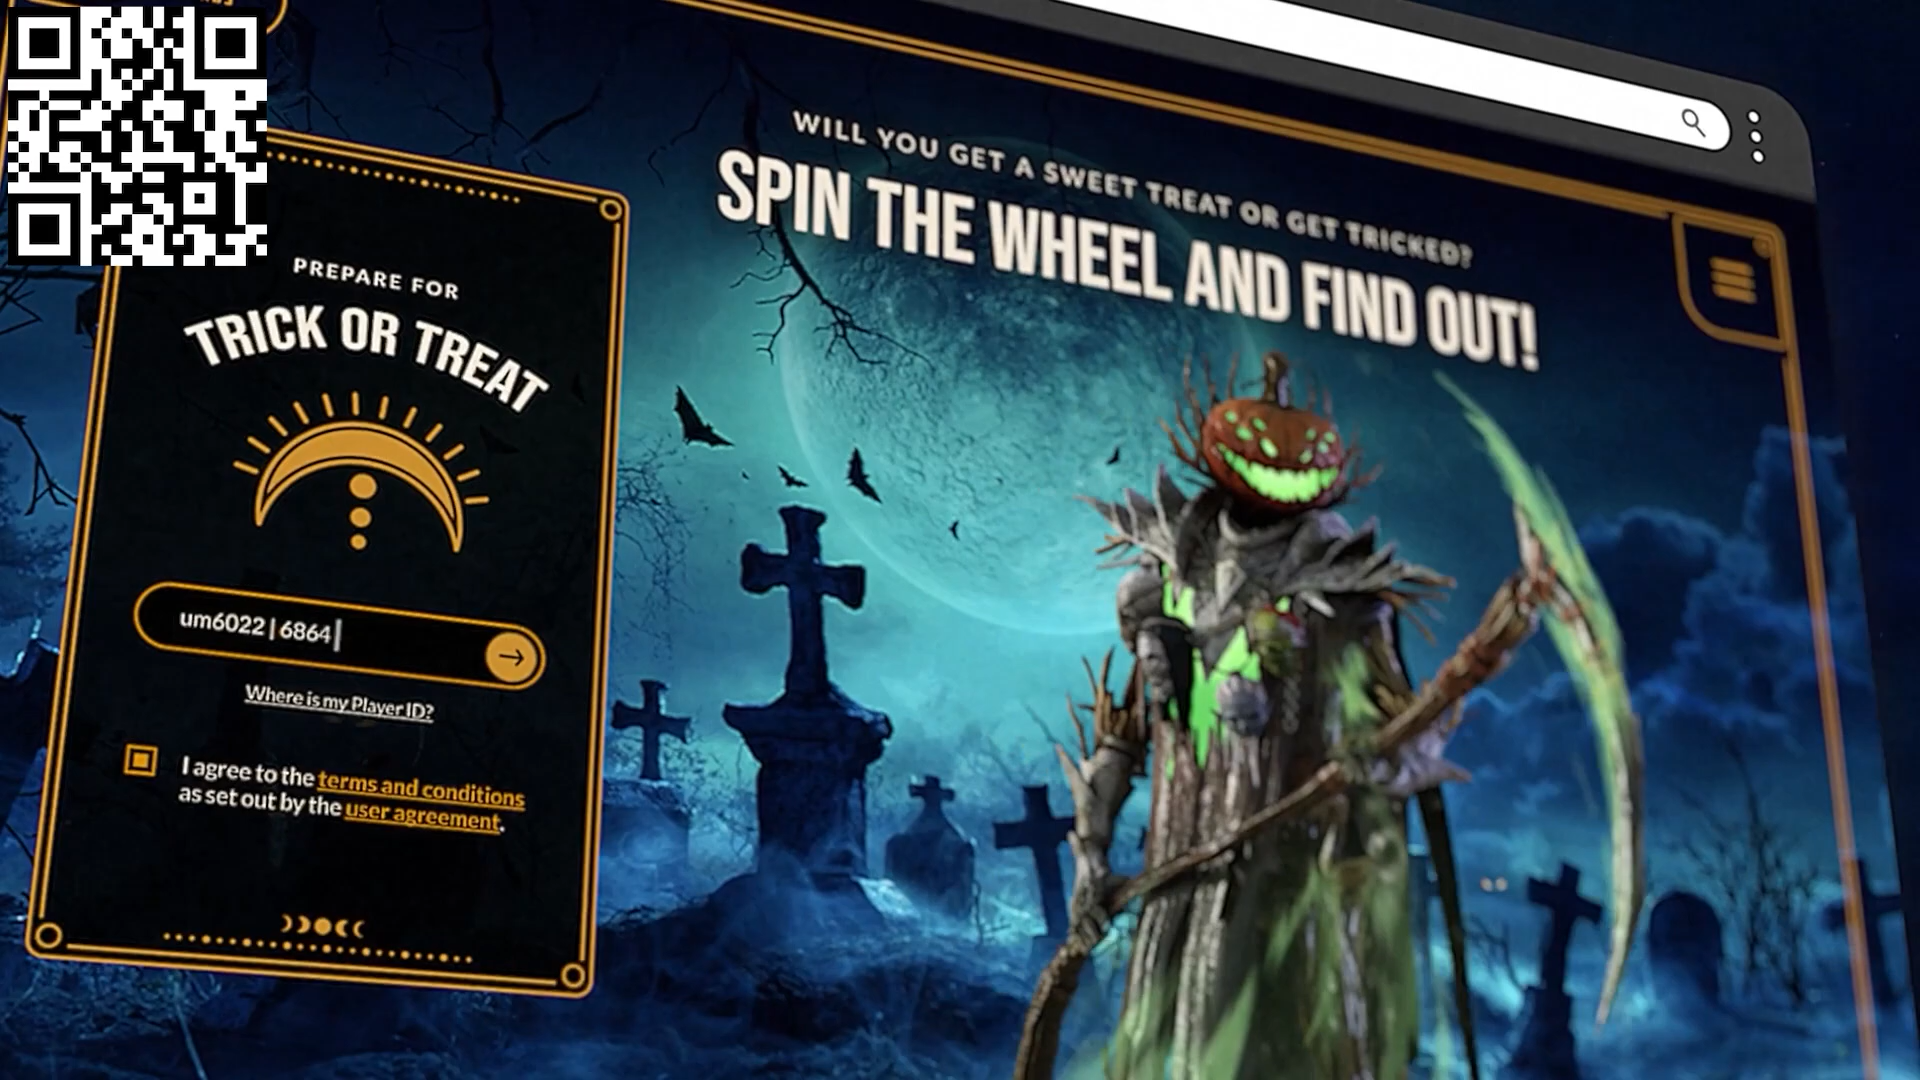 WILL YOU GET A SWEET TREAT OR GET TRICKED?
SPIN THE WHEEL AND FIND OUT!
PREPARE FOR
TRICK OR TREAT
um6022|6864
Where is my Player ID?
I agree to the terms and conditions
as set out by the user agreement.